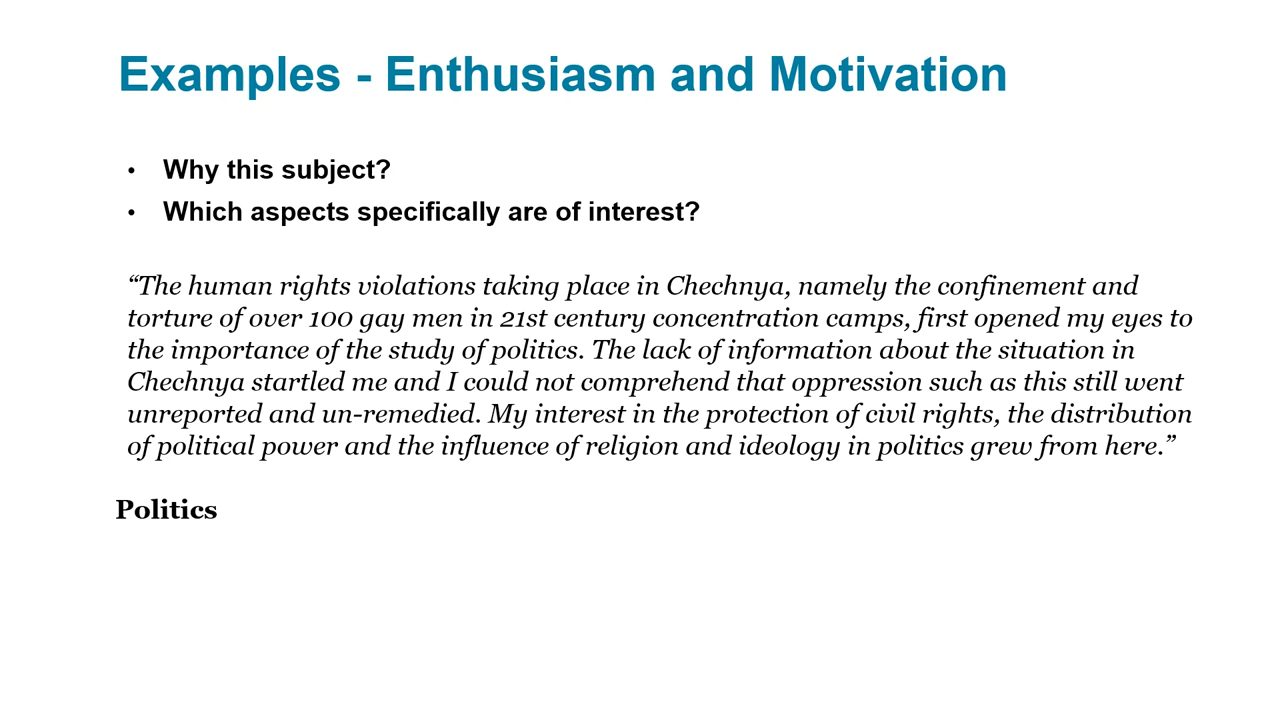 Examples - Enthusiasm and Motivation
• Why this subject?
• Which aspects specifically are of interest?
“The human rights violations taking place in Chechnya, namely the confinement and
torture of over 100 gay men in 21st century concentration camps, first opened my eyes to
the importance of the study of politics. The lack of information about the situation in
Chechnya startled me and I could not comprehend that oppression such as this still went
unreported and un-remedied. My interest in the protection of civil rights, the distribution
of political power and the influence of religion and ideology in politics grew from here.”
Politics